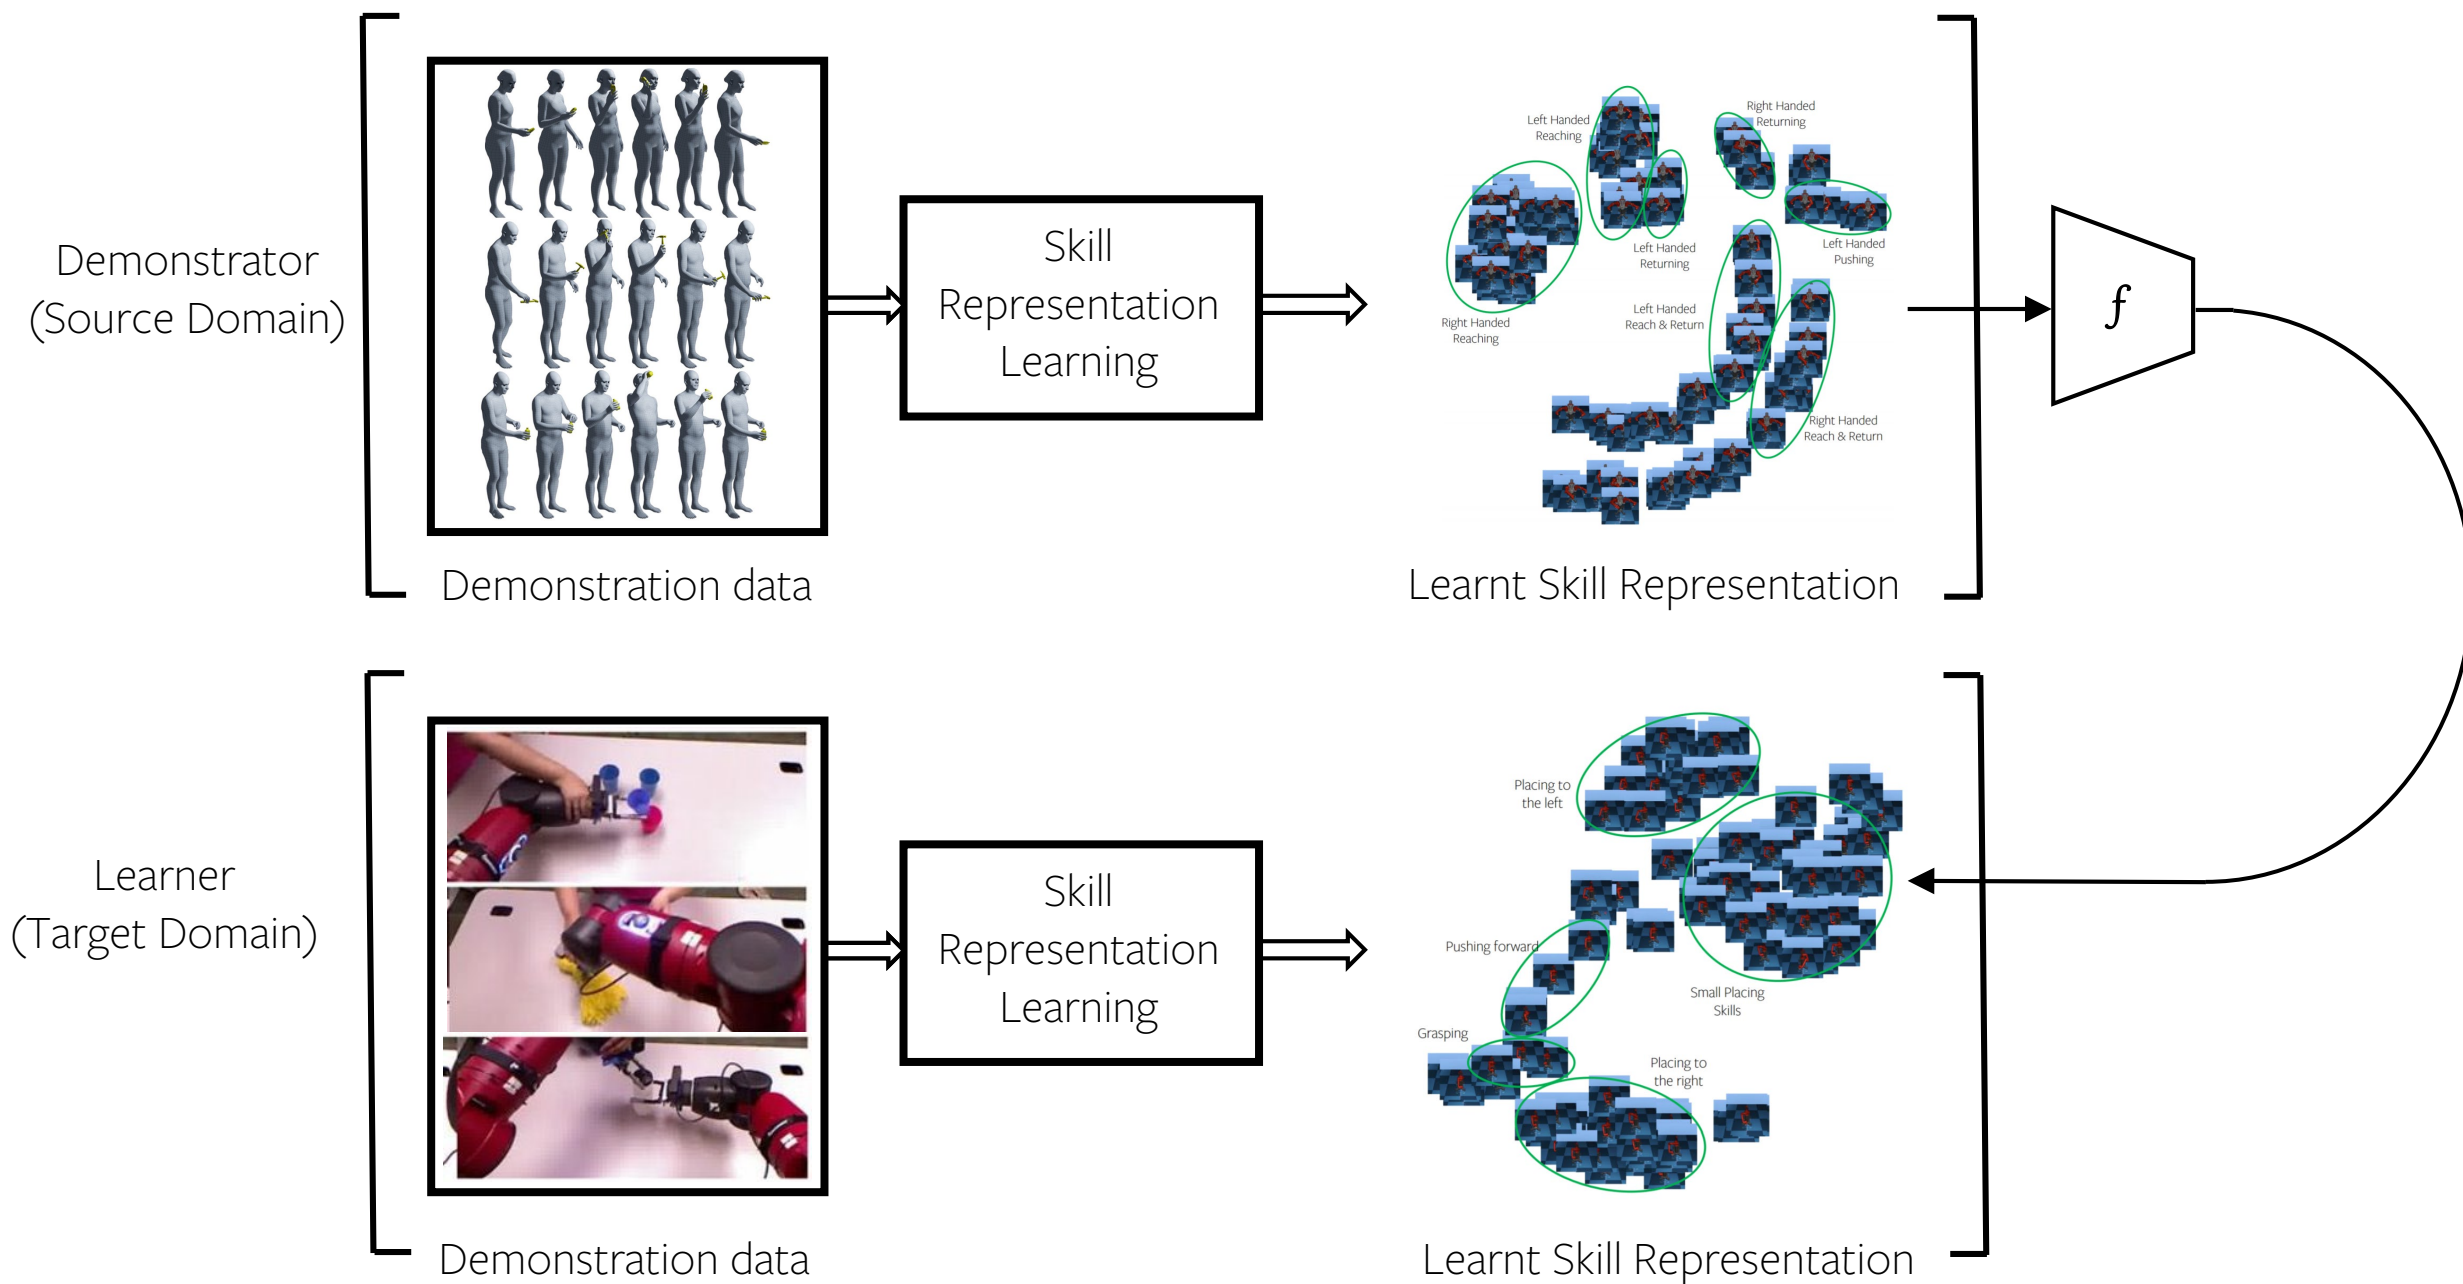 Demonstrator
(Source Domain)
Demonstration data
Skill
Representation
Learning
Left Handed
Reaching
Right Handed
Returning
Left Handed
Returning
Left Handed
Pushing
Right Handed
Reaching
Left Handed
Reach & Return
Right Handed
Reach & Return
Learnt Skill Representation
f
Learner
(Target Domain)
Demonstration data
Skill
Representation
Learning
Placing to
the left
Pushing forward
Small Placing
Skills
Grasping
Placing to
the right
Learnt Skill Representation